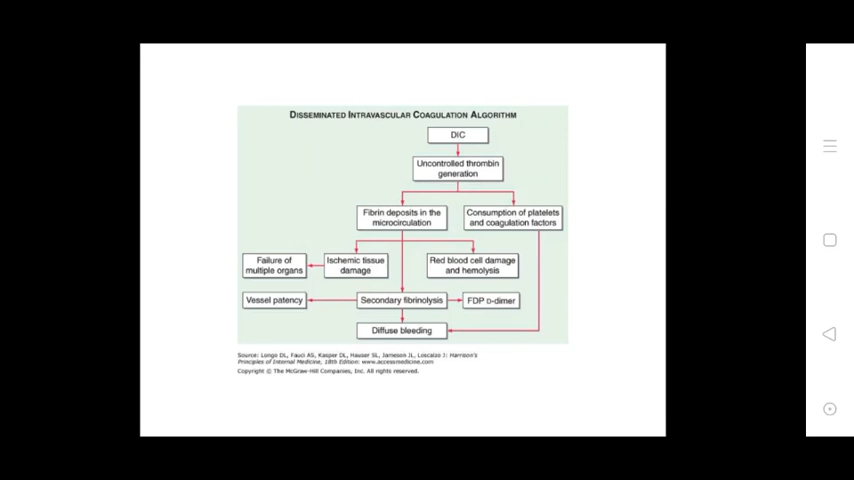 DISSEMINATED INTRAVASCULAR COAGULATION ALGORITHM
DIC
Uncontrolled thrombin
generation
Fibrin deposits in the
microcirculation
Consumption of platelets
and coagulation factors
Failure of
multiple organs
Ischemic tissue
damage
Red blood cell damage
and hemolysis
Vessel patency
Secondary fibrinolysis
FDP D-dimer
Diffuse bleeding
Source: Longo DL, Fauci AS, Kasper DL, Hauser SL, Jameson JL, Loscalzo J: Harrison's
Principles of Internal Medicine, 18th Edition: www.accessmedicine.com
Copyright © The McGraw-Hill Companies, Inc. All rights reserved.